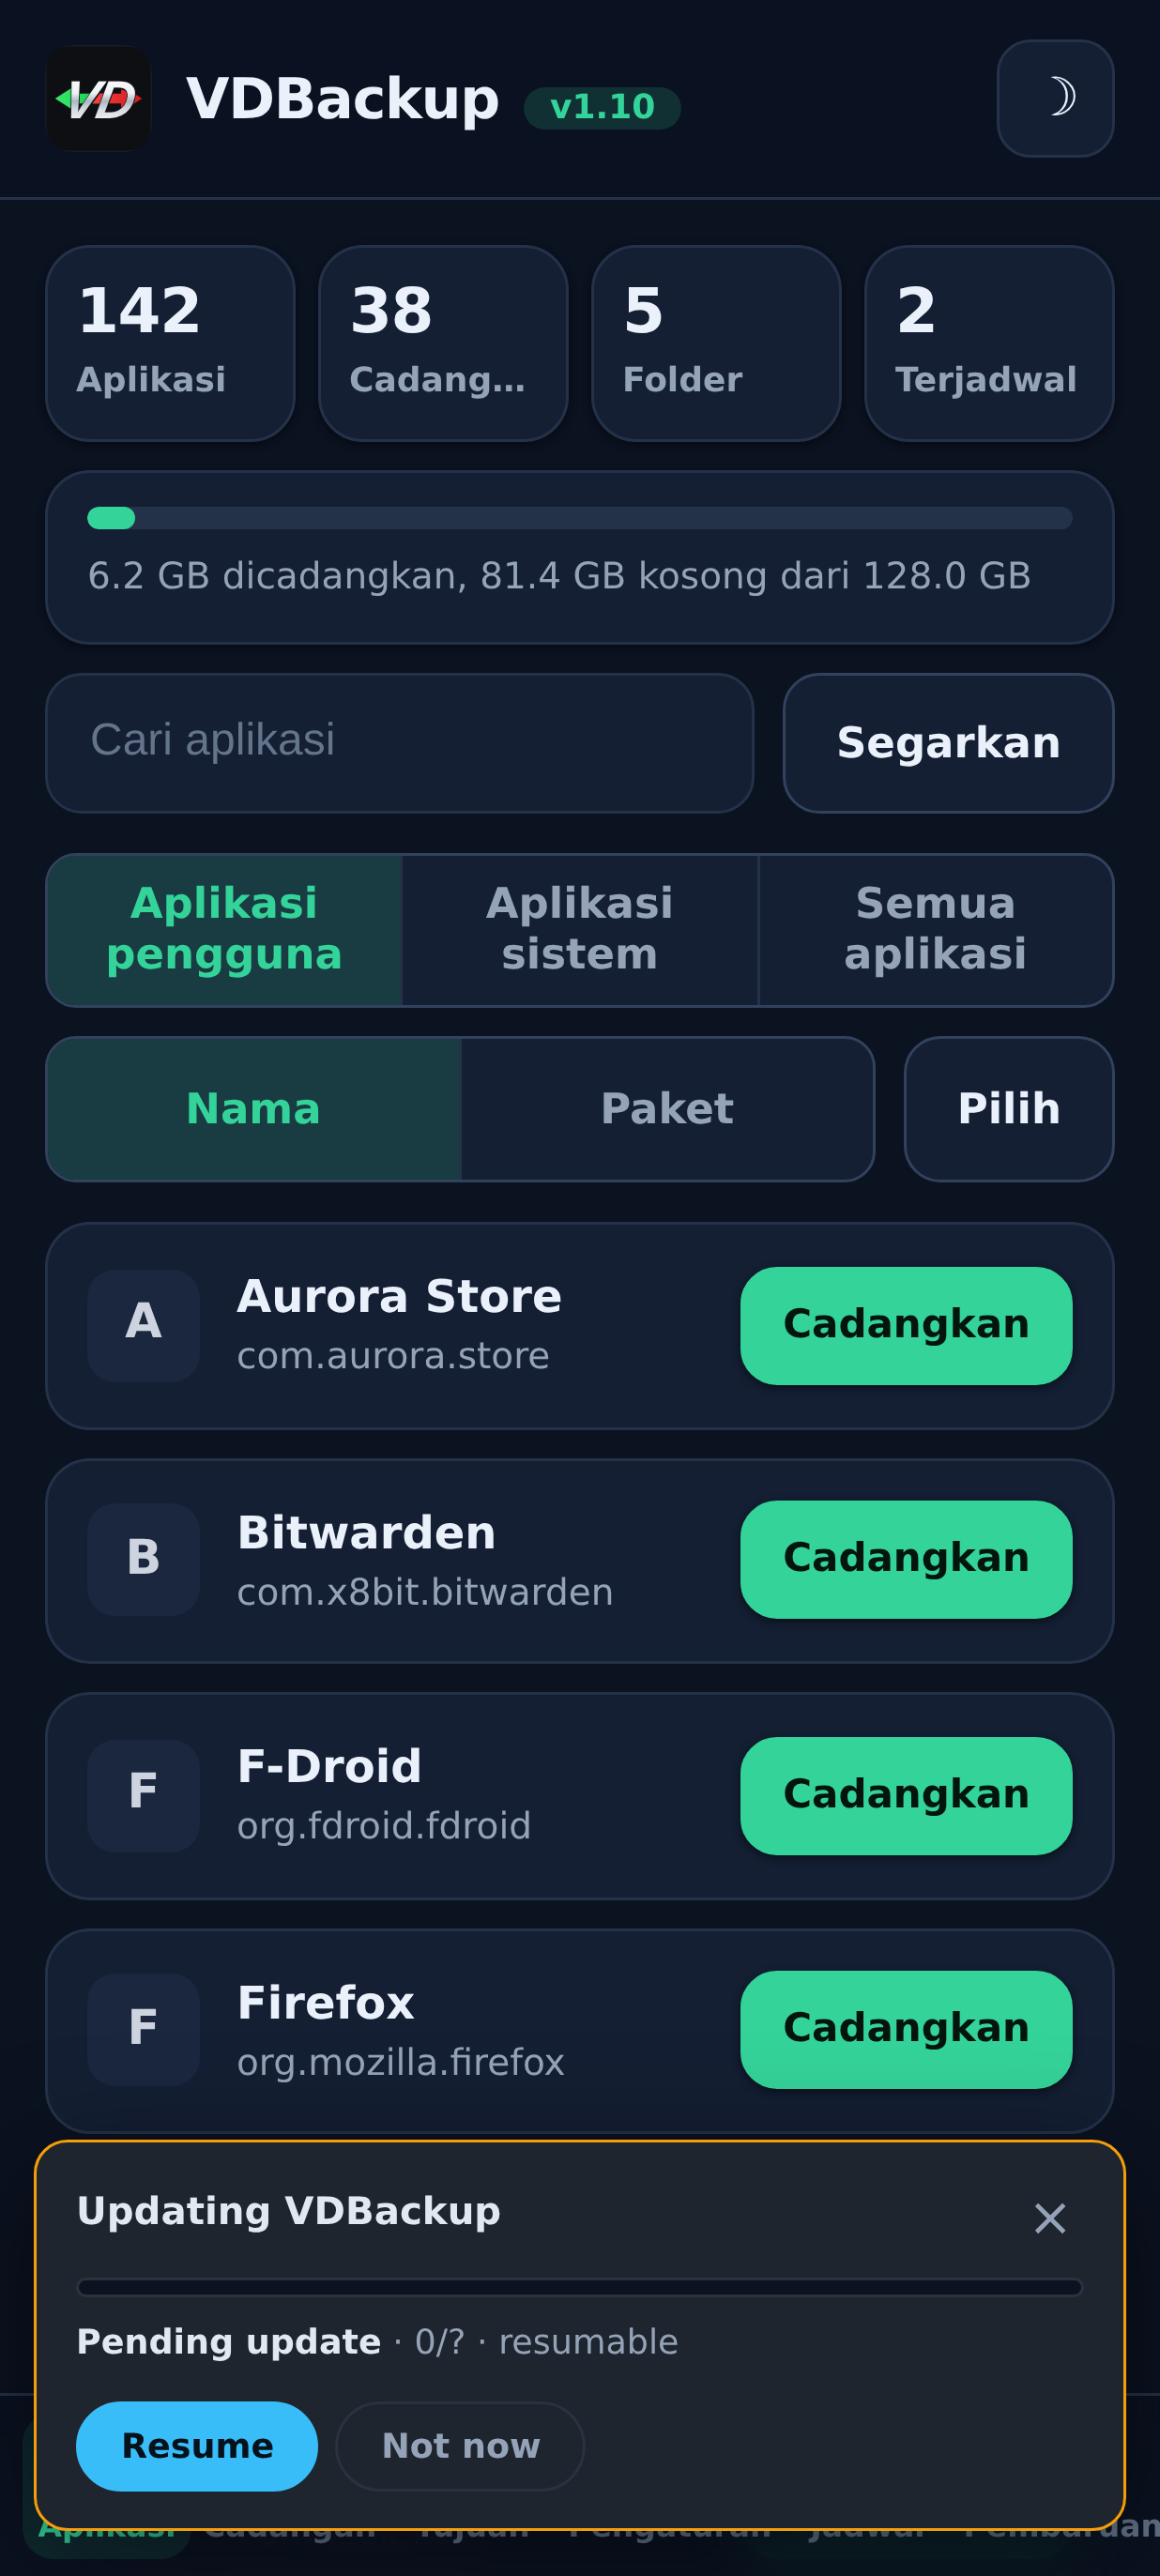 VD
VDBackup v1.10
142
Aplikasi
38
Cadang...
5
Folder
2
Terjadwal
6.2 GB dicadangkan, 81.4 GB kosong dari 128.0 GB
Cari aplikasi
Segarkan
Aplikasi
pengguna
Aplikasi
sistem
Semua
aplikasi
Nama
Paket
Pilih
A
Aurora Store
com.aurora.store
Cadangkan
B
Bitwarden
com.x8bit.bitwarden
Cadangkan
F
F-Droid
org.fdroid.fdroid
Cadangkan
F
Firefox
org.mozilla.firefox
Cadangkan
Updating VDBackup
×
Pending update · 0/? · resumable
Resume
Not now
Aplikasi